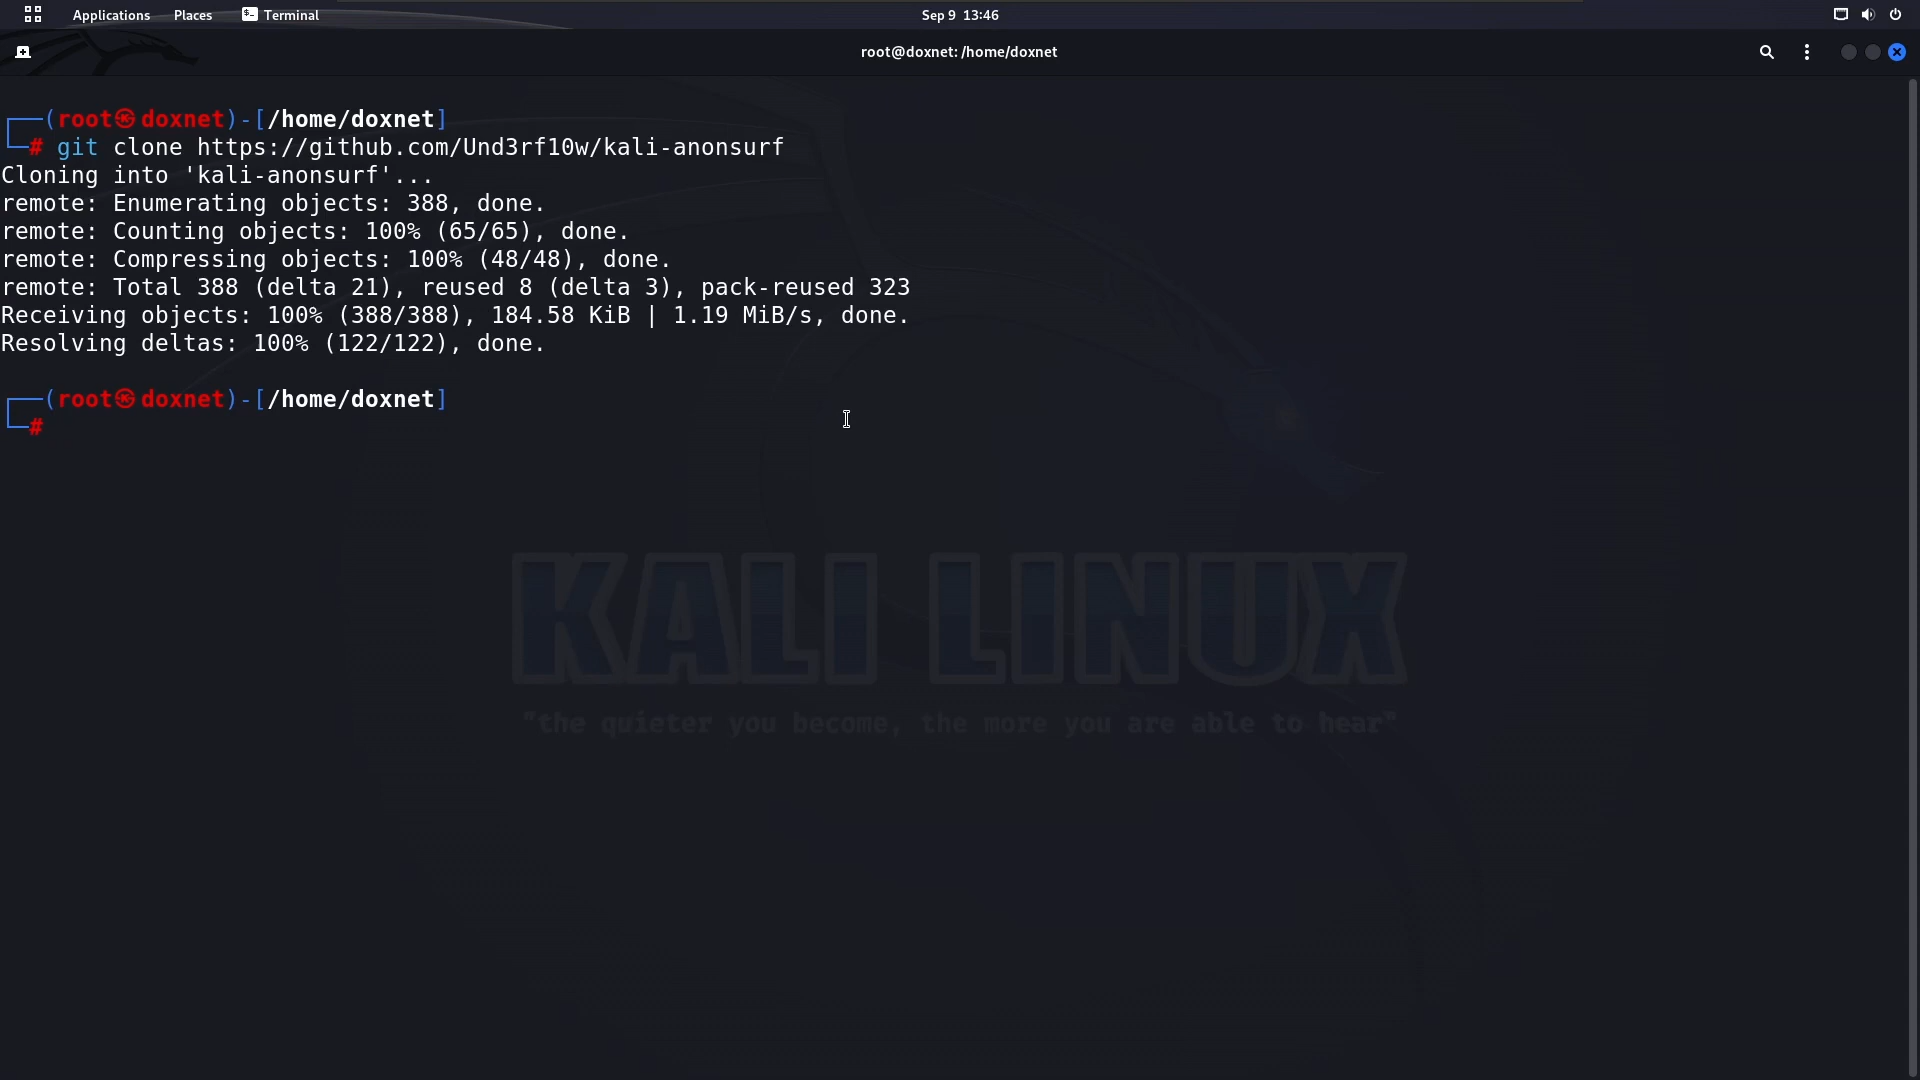 Applications Places Terminal Sep 9 13:46
root@doxnet: /home/doxnet
┌──(root㉿doxnet)-[/home/doxnet]
└─# git clone https://github.com/Und3rf10w/kali-anonsurf
Cloning into 'kali-anonsurf'...
remote: Enumerating objects: 388, done.
remote: Counting objects: 100% (65/65), done.
remote: Compressing objects: 100% (48/48), done.
remote: Total 388 (delta 21), reused 8 (delta 3), pack-reused 323
Receiving objects: 100% (388/388), 184.58 KiB | 1.19 MiB/s, done.
Resolving deltas: 100% (122/122), done.
┌──(root㉿doxnet)-[/home/doxnet]
└─#
KALI LINUX
"the quieter you become, the more you are able to hear"